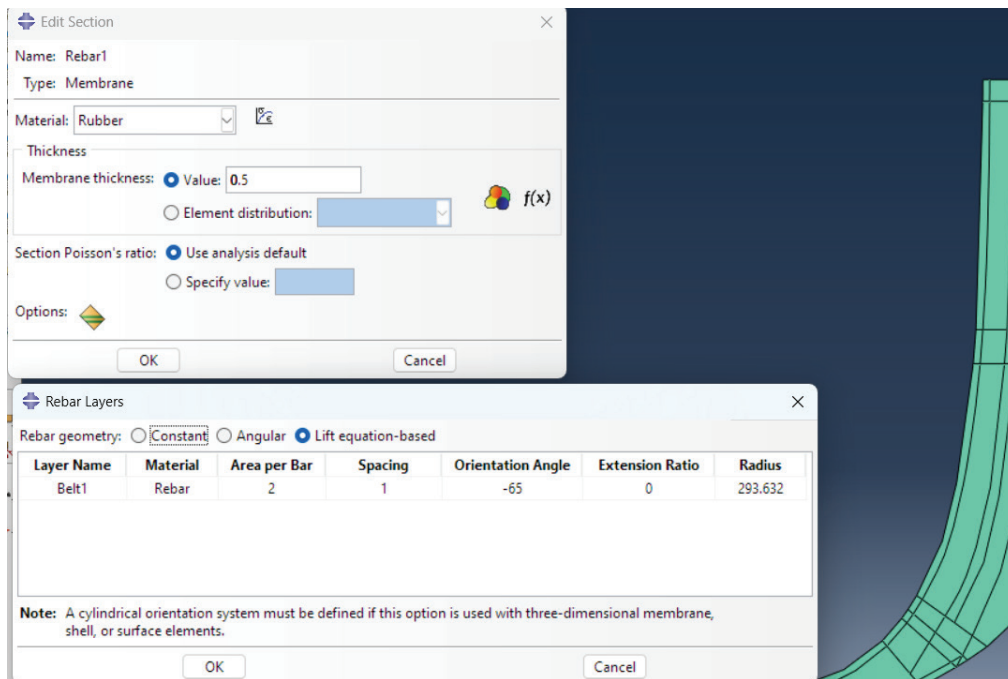 Edit Section
Name: Rebar1
Type: Membrane
Material: Rubber
Thickness
Membrane thickness: Value: 0.5
Element distribution:
f(x)
Section Poisson's ratio: Use analysis default
Specify value:
Options:
OK Cancel
Rebar Layers
Rebar geometry: Constant Angular Lift equation-based
Layer Name Material Area per Bar Spacing Orientation Angle Extension Ratio Radius
Belt1 Rebar 2 1 -65 0 293.632
Note: A cylindrical orientation system must be defined if this option is used with three-dimensional membrane,
shell, or surface elements.
OK Cancel